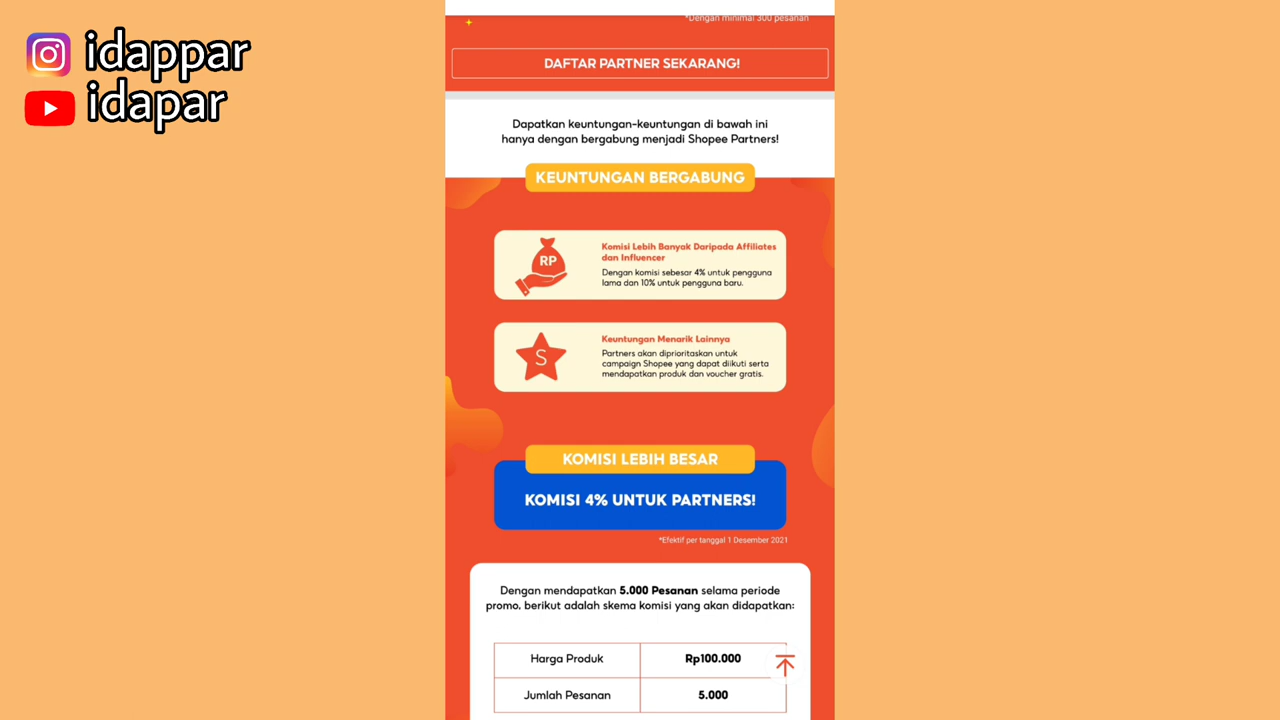 idappar
idapar
*Dengan minimal 300 pesanan
DAFTAR PARTNER SEKARANG!
Dapatkan keuntungan-keuntungan di bawah ini
hanya dengan bergabung menjadi Shopee Partners!
KEUNTUNGAN BERGABUNG
RP
Komisi Lebih Banyak Daripada Affiliates
dan Influencer
Dengan komisi sebesar 4% untuk pengguna
lama dan 10% untuk pengguna baru.
S
Keuntungan Menarik Lainnya
Partners akan diprioritaskan untuk
campaign Shopee yang dapat diikuti serta
mendapatkan produk dan voucher gratis.
KOMISI LEBIH BESAR
KOMISI 4% UNTUK PARTNERS!
*Efektif per tanggal 1 Desember 2021
Dengan mendapatkan 5.000 Pesanan selama periode
promo, berikut adalah skema komisi yang akan didapatkan:
Harga Produk Rp100.000
Jumlah Pesanan 5.000